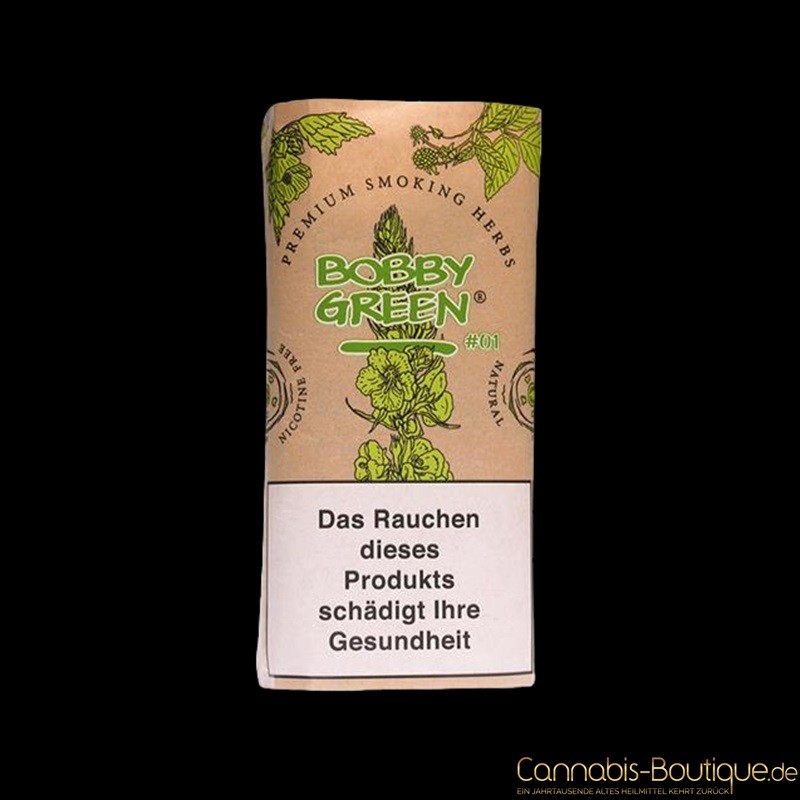 PREMIUM SMOKING HERBS
BOBBY
GREEN®
#01
NICOTINE FREE
NATURAL
Das Rauchen
dieses
Produkts
schädigt Ihre
Gesundheit
Cannabis-Boutique.de
EIN JAHRTAUSENDE ALTES HEILMITTEL KEHRT ZURÜCK